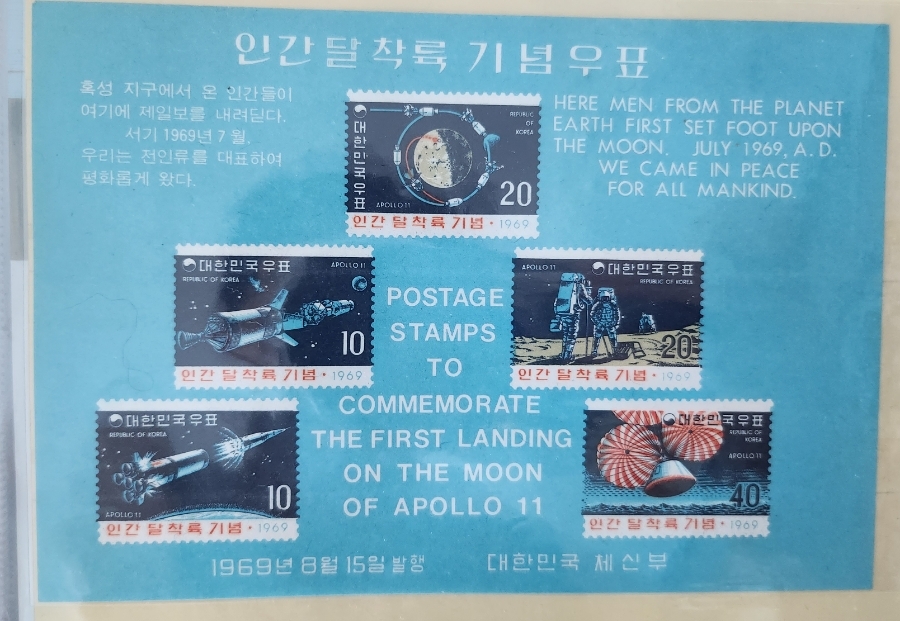 인간 달 착륙 기념우표
혹성 지구에서 온 인간들이
여기에 제일보를 내려딛다.
서기 1969년 7월.
우리는 전인류를 대표하여
평화롭게 왔다.
HERE MEN FROM THE PLANET
EARTH FIRST SET FOOT UPON
THE MOON. JULY 1969, A. D.
WE CAME IN PEACE
FOR ALL MANKIND.
대한민국우표
REPUBLIC
OF
KOREA
APOLLO 11
20
인간 달 착륙 기념 · 1969
대한민국우표
APOLLO 11
REPUBLIC OF KOREA
10
인간 달 착륙 기념 · 1969
APOLLO 11
대한민국우표
REPUBLIC OF KOREA
20
인간 달 착륙 기념 · 1969
POSTAGE
STAMPS
TO
COMMEMORATE
THE FIRST LANDING
ON THE MOON
OF APOLLO 11
대한민국우표
REPUBLIC OF KOREA
APOLLO 11
10
인간 달 착륙 기념 · 1969
대한민국우표
REPUBLIC OF
KOREA
APOLLO 11
40
인간 달 착륙 기념 · 1969
1969년 8월 15일 발행
대한민국 체신부